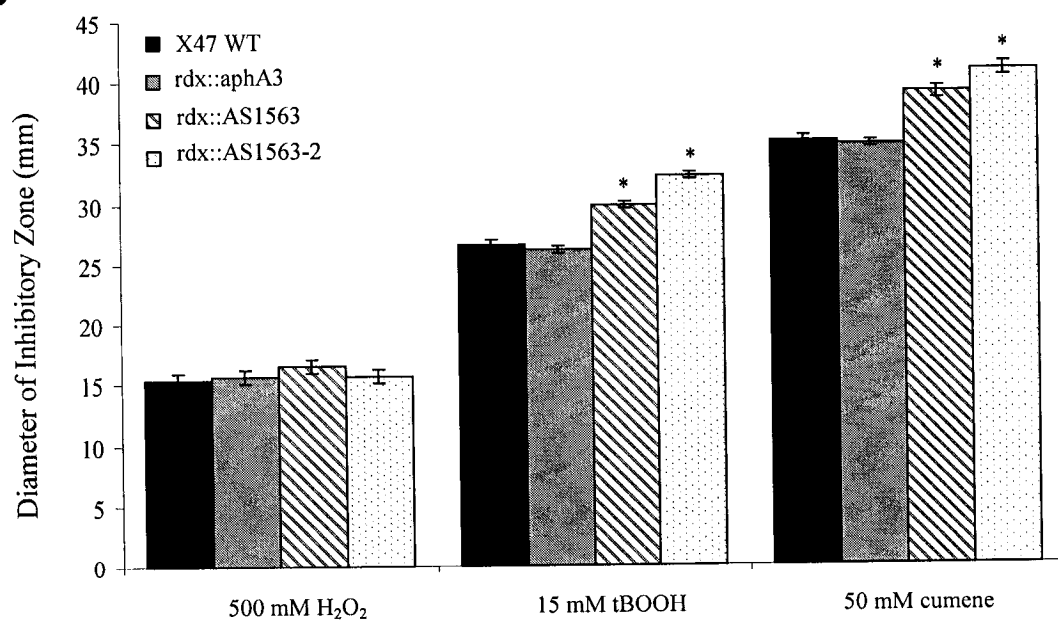 45
40
35
30
25
20
15
10
5
0
Diameter of Inhibitory Zone (mm)
X47 WT
rdx::aphA3
rdx::AS1563
rdx::AS1563-2
* *
* *
500 mM H₂O₂ 15 mM tBOOH 50 mM cumene